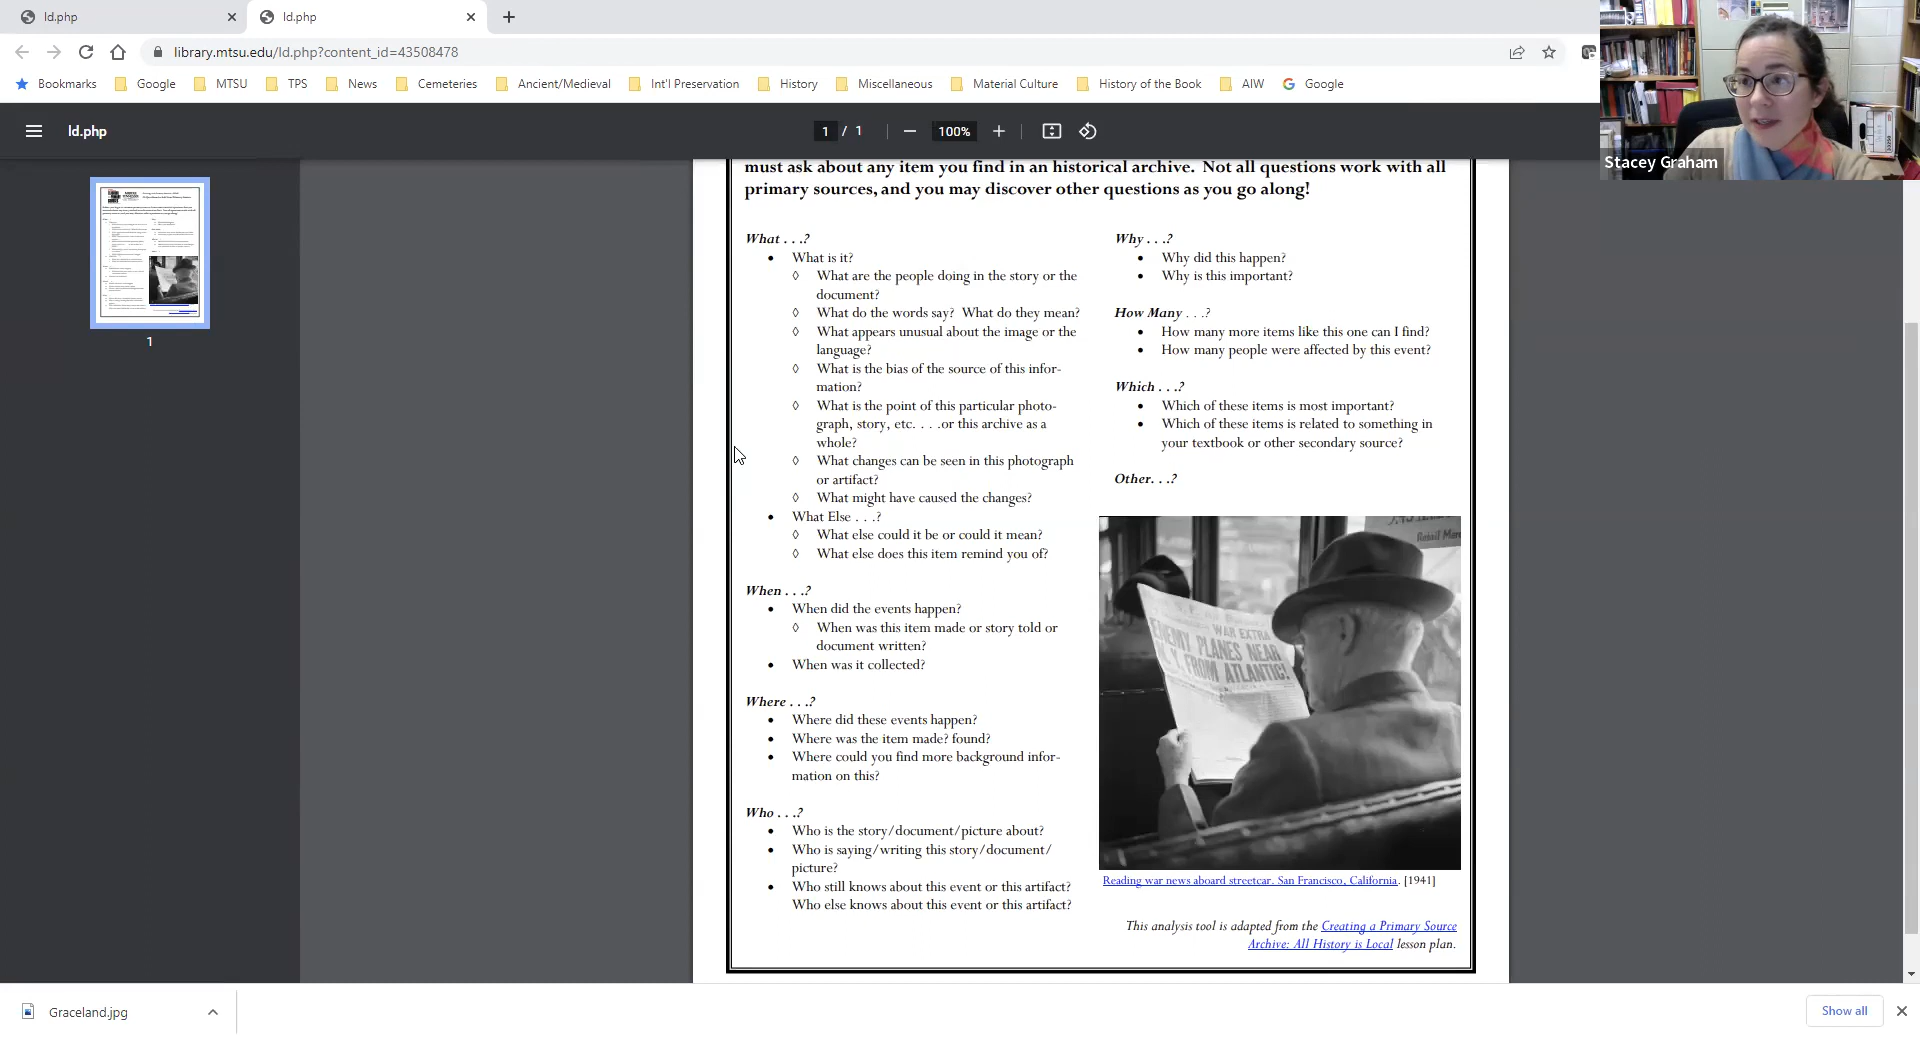 ld.php
ld.php
library.mtsu.edu/ld.php?content_id=43508478
Bookmarks
Google
MTSU
TPS
News
Cemeteries
Ancient/Medieval
Int'l Preservation
History
Miscellaneous
Material Culture
History of the Book
AIW
Google
Stacey Graham
ld.php
1 / 1
100%
1
must ask about any item you find in an historical archive. Not all questions work with all
primary sources, and you may discover other questions as you go along!
What . . .?
• What is it?
◊ What are the people doing in the story or the
document?
◊ What do the words say? What do they mean?
◊ What appears unusual about the image or the
language?
◊ What is the bias of the source of this infor-
mation?
◊ What is the point of this particular photo-
graph, story, etc. . . .or this archive as a
whole?
◊ What changes can be seen in this photograph
or artifact?
◊ What might have caused the changes?
• What Else . . .?
◊ What else could it be or could it mean?
◊ What else does this item remind you of?
When . . .?
• When did the events happen?
◊ When was this item made or story told or
document written?
• When was it collected?
Where . . .?
• Where did these events happen?
• Where was the item made? found?
• Where could you find more background infor-
mation on this?
Who . . .?
• Who is the story/document/picture about?
• Who is saying/writing this story/document/
picture?
• Who still knows about this event or this artifact?
Who else knows about this event or this artifact?
Why . . .?
• Why did this happen?
• Why is this important?
How Many . . .?
• How many more items like this one can I find?
• How many people were affected by this event?
Which . . .?
• Which of these items is most important?
• Which of these items is related to something in
your textbook or other secondary source?
Other. . .?
Retail Mer
WAR EXTRA
ENEMY PLANES NEAR
N.Y. FROM ATLANTIC!
Reading war news aboard streetcar. San Francisco, California. [1941]
This analysis tool is adapted from the Creating a Primary Source
Archive: All History is Local lesson plan.
Graceland.jpg
Show all